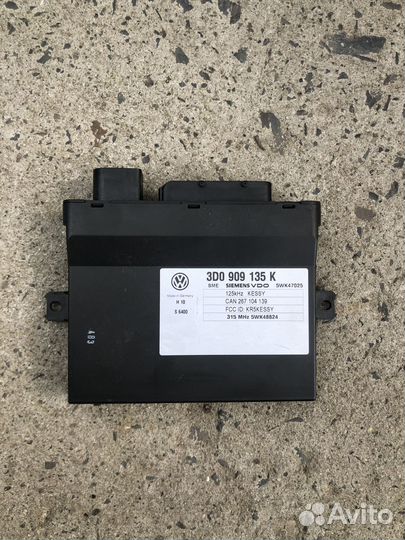 3D0 909 135 K
SME SIEMENS VDO 5WK47025
Made in Germany
125kHz KESSY
H 10
CAN 267 104 139
S 6400
FCC ID: KR5KESSY
315 MHz 5WK48824
483
Avito